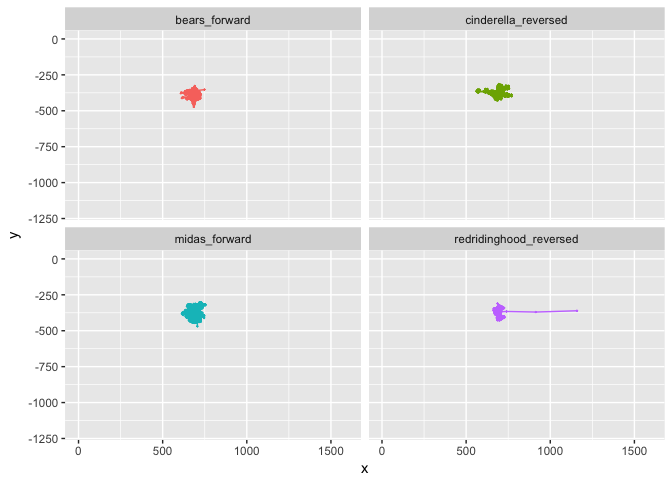 bears_forward
cinderella_reversed
0
-250
-500
-750
-1000
-1250
midas_forward
redridinghood_reversed
0
-250
-500
-750
-1000
-1250
y
0 500 1000 1500 0 500 1000 1500
x